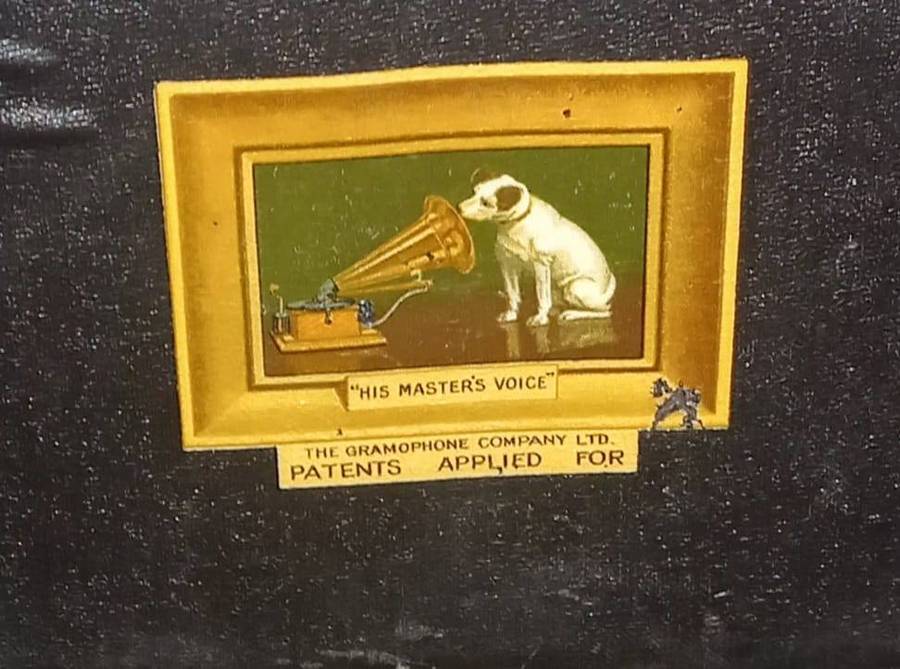 "HIS MASTER'S VOICE"
THE GRAMOPHONE COMPANY LTD.
PATENTS APPLIED FOR